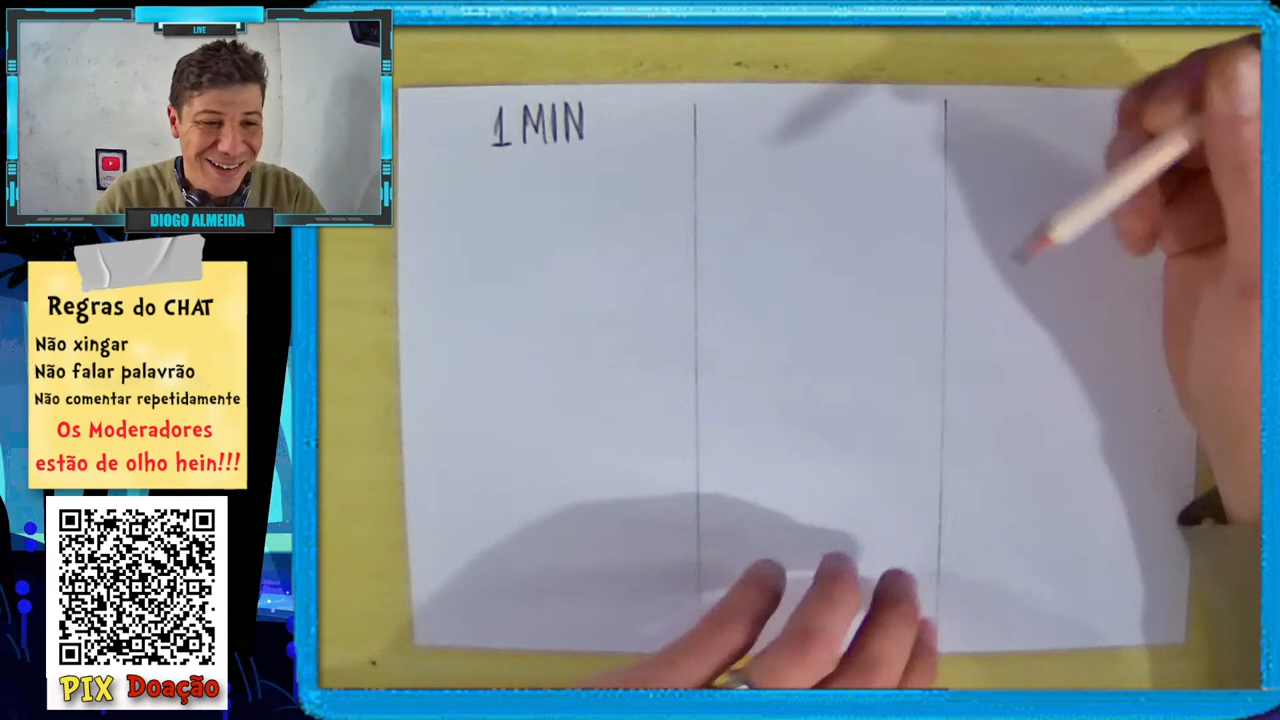 LIVE
DIOGO ALMEIDA
Regras do CHAT
Não xingar
Não falar palavrão
Não comentar repetidamente
Os Moderadores
estão de olho hein!!!
PIX Doação
1 MIN